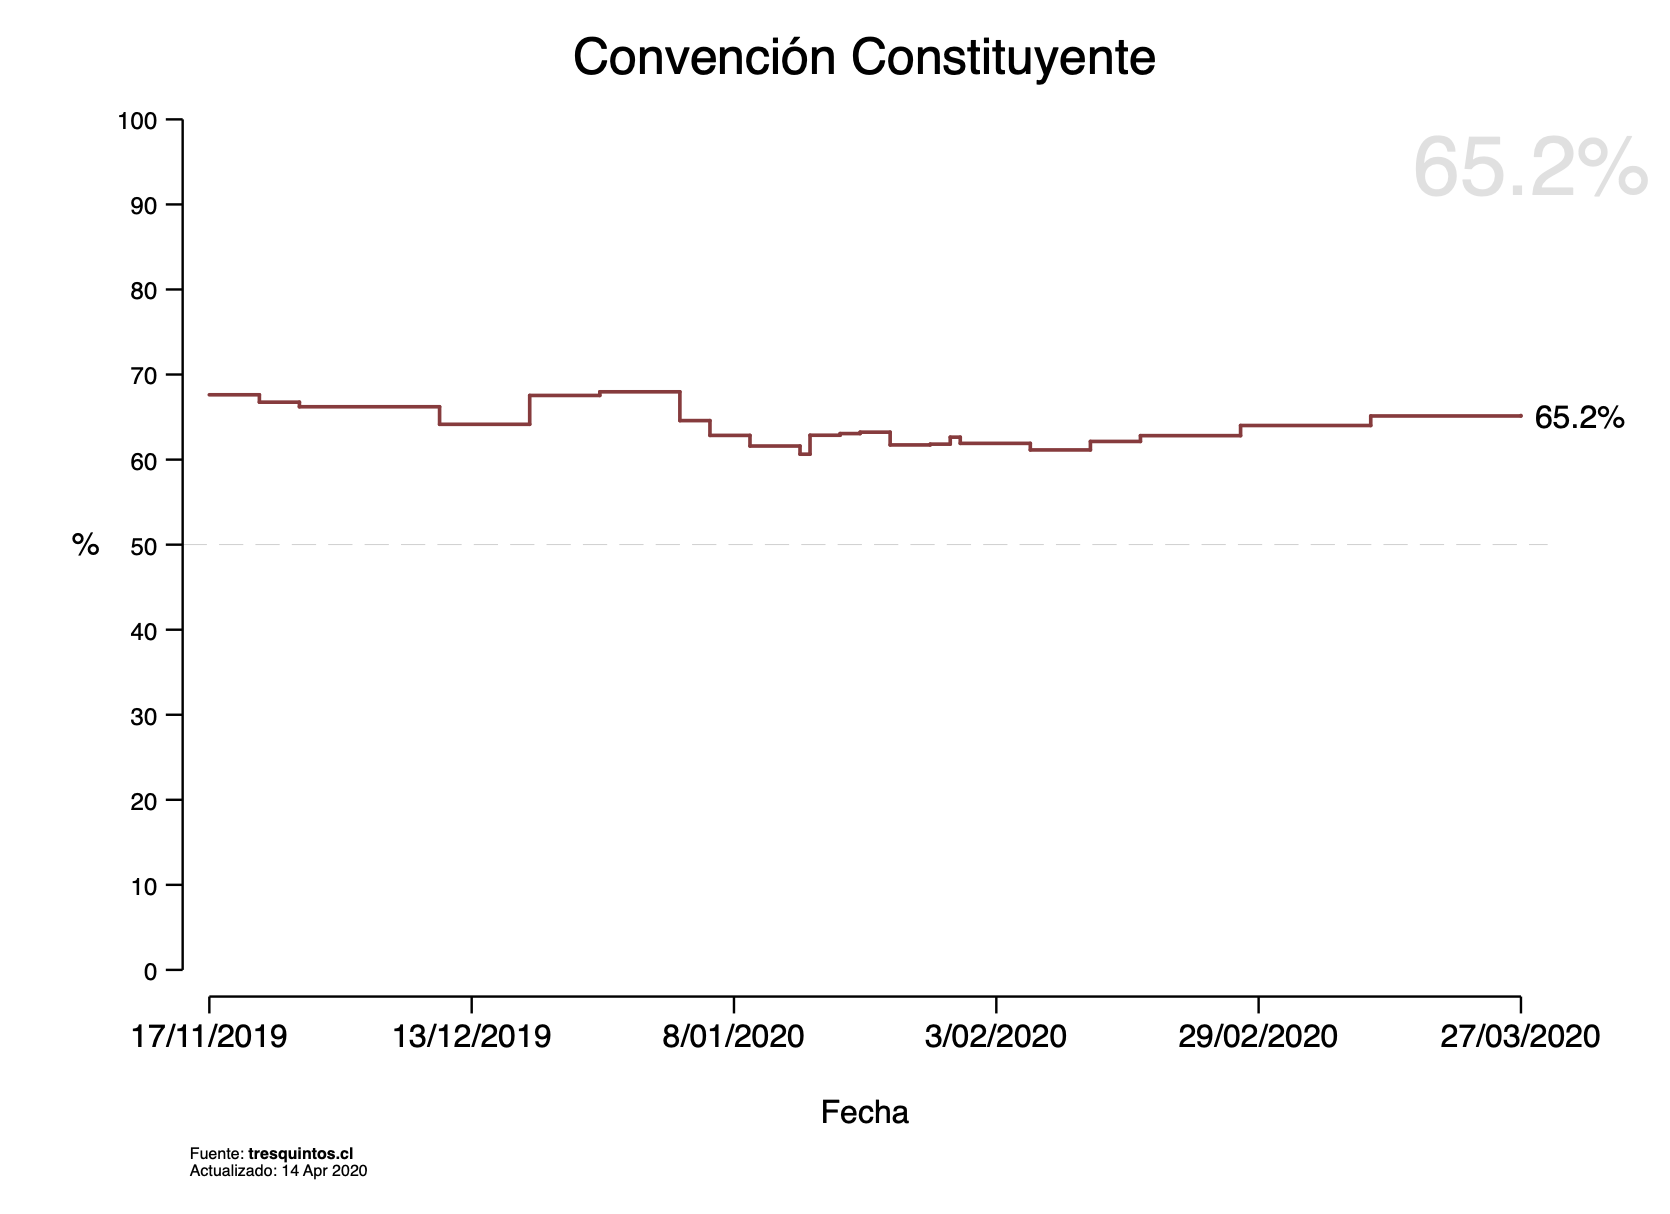 Convención Constituyente
65.2%
100
90
80
70
65.2%
60
% 50
40
30
20
10
0
17/11/2019 13/12/2019 8/01/2020 3/02/2020 29/02/2020 27/03/2020
Fecha
Fuente: tresquintos.cl
Actualizado: 14 Apr 2020